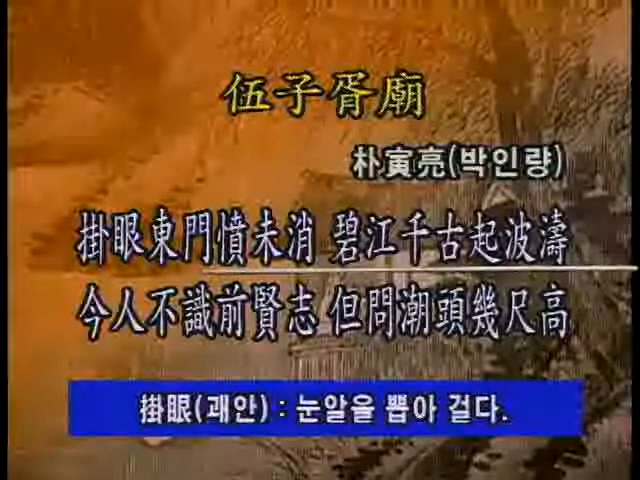 伍子胥廟
朴寅亮(박인량)
掛眼東門憤未消 碧江千古起波濤
今人不識前賢志 但問潮頭幾尺高
掛眼(괘안) : 눈알을 뽑아 걸다.